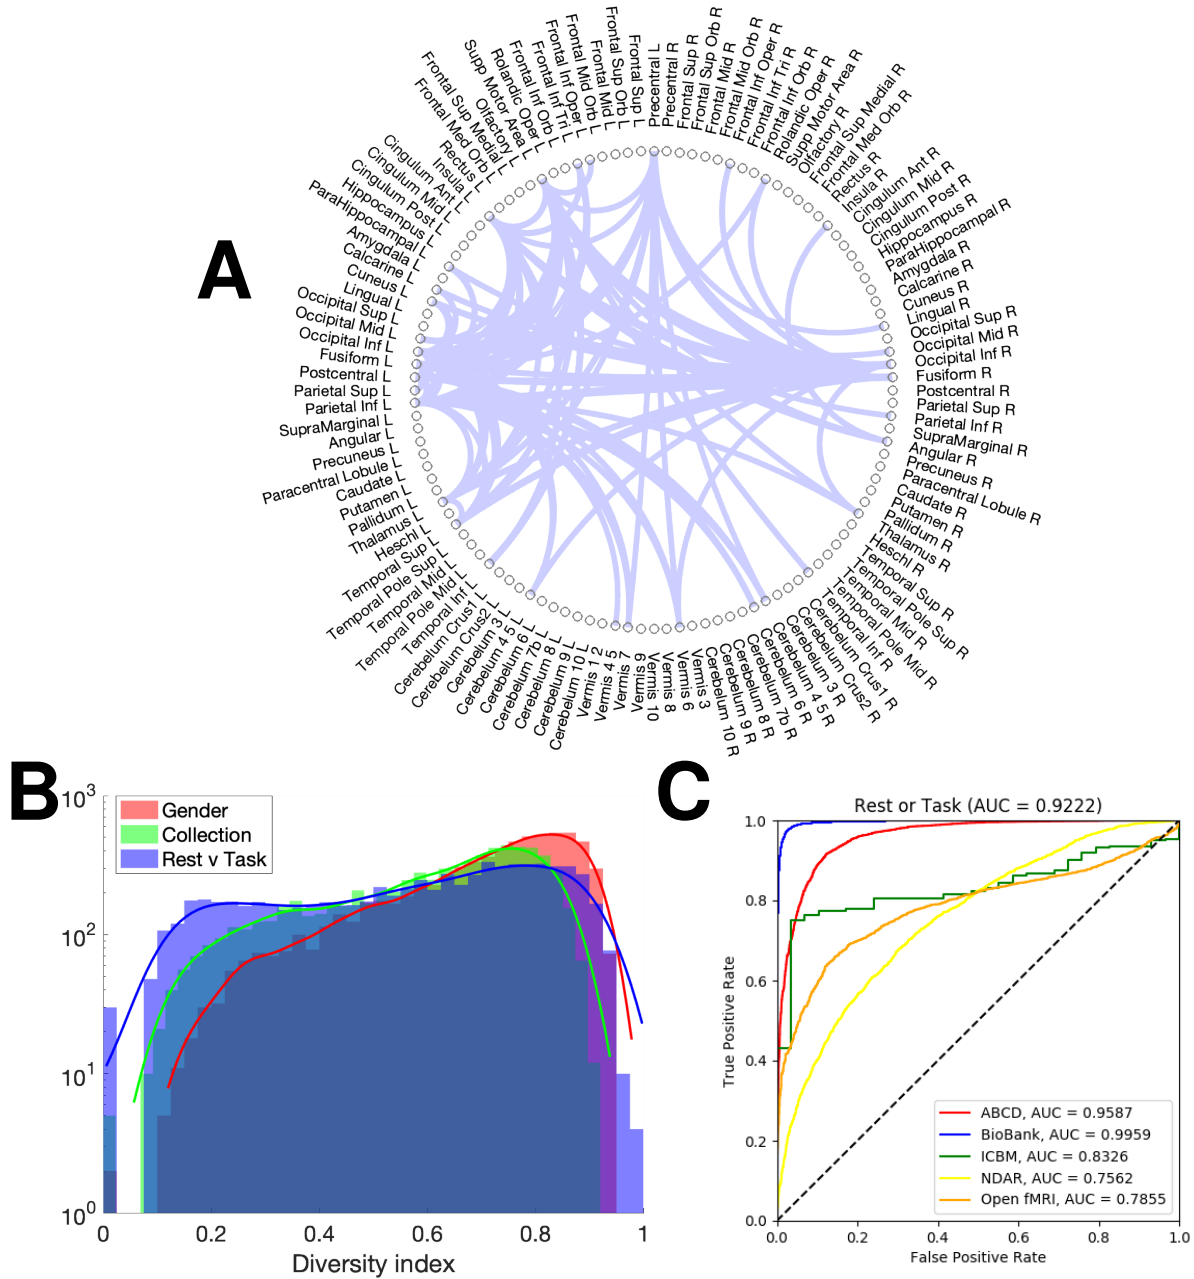 A
Precentral L
Frontal Sup L
Frontal Sup Orb L
Frontal Mid L
Frontal Mid Orb L
Frontal Inf Oper L
Frontal Inf Tri L
Frontal Inf Orb L
Rolandic Oper L
Supp Motor Area L
Olfactory L
Frontal Sup Medial L
Frontal Med Orb L
Rectus L
Insula L
Cingulum Ant L
Cingulum Mid L
Cingulum Post L
Hippocampus L
ParaHippocampal L
Amygdala L
Calcarine L
Cuneus L
Lingual L
Occipital Sup L
Occipital Mid L
Occipital Inf L
Fusiform L
Postcentral L
Parietal Sup L
Parietal Inf L
SupraMarginal L
Angular L
Precuneus L
Paracentral Lobule L
Caudate L
Putamen L
Pallidum L
Thalamus L
Heschl L
Temporal Sup L
Temporal Pole Sup L
Temporal Mid L
Temporal Pole Mid L
Temporal Inf L
Cerebelum Crus1 L
Cerebelum Crus2 L
Cerebelum 3 L
Cerebelum 4 5 L
Cerebelum 6 L
Cerebelum 7b L
Cerebelum 8 L
Cerebelum 9 L
Cerebelum 10 L
Vermis 1 2
Vermis 4 5
Vermis 7
Vermis 9
Vermis 10
Vermis 8
Vermis 6
Vermis 3
Cerebelum 10 R
Cerebelum 9 R
Cerebelum 8 R
Cerebelum 7b R
Cerebelum 6 R
Cerebelum 4 5 R
Cerebelum 3 R
Cerebelum Crus2 R
Cerebelum Crus1 R
Temporal Inf R
Temporal Pole Mid R
Temporal Mid R
Temporal Pole Sup R
Temporal Sup R
Heschl R
Thalamus R
Pallidum R
Putamen R
Caudate R
Paracentral Lobule R
Precuneus R
Angular R
SupraMarginal R
Parietal Inf R
Parietal Sup R
Postcentral R
Fusiform R
Occipital Inf R
Occipital Mid R
Occipital Sup R
Lingual R
Cuneus R
Calcarine R
Amygdala R
ParaHippocampal R
Hippocampus R
Cingulum Post R
Cingulum Mid R
Cingulum Ant R
Insula R
Rectus R
Frontal Med Orb R
Frontal Sup Medial R
Olfactory R
Supp Motor Area R
Rolandic Oper R
Frontal Inf Orb R
Frontal Inf Tri R
Frontal Inf Oper R
Frontal Mid Orb R
Frontal Mid R
Frontal Sup Orb R
Frontal Sup R
Precentral R
B
10^3
10^2
10^1
10^0
Gender
Collection
Rest v Task
0 0.2 0.4 0.6 0.8 1
Diversity index
C
Rest or Task (AUC = 0.9222)
True Positive Rate
1.0
0.8
0.6
0.4
0.2
0.0
ABCD, AUC = 0.9587
BioBank, AUC = 0.9959
ICBM, AUC = 0.8326
NDAR, AUC = 0.7562
Open fMRI, AUC = 0.7855
0.0 0.2 0.4 0.6 0.8 1.0
False Positive Rate